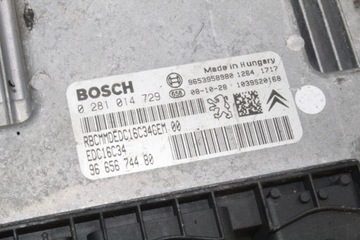 Made in Hungary
BOSCH
9653958980 1264 1717
0 281 014 729
656 08-10-28 1039S20168
RBCMMDEDC16C34GEM 00
EDC16C34
96 656 744 80